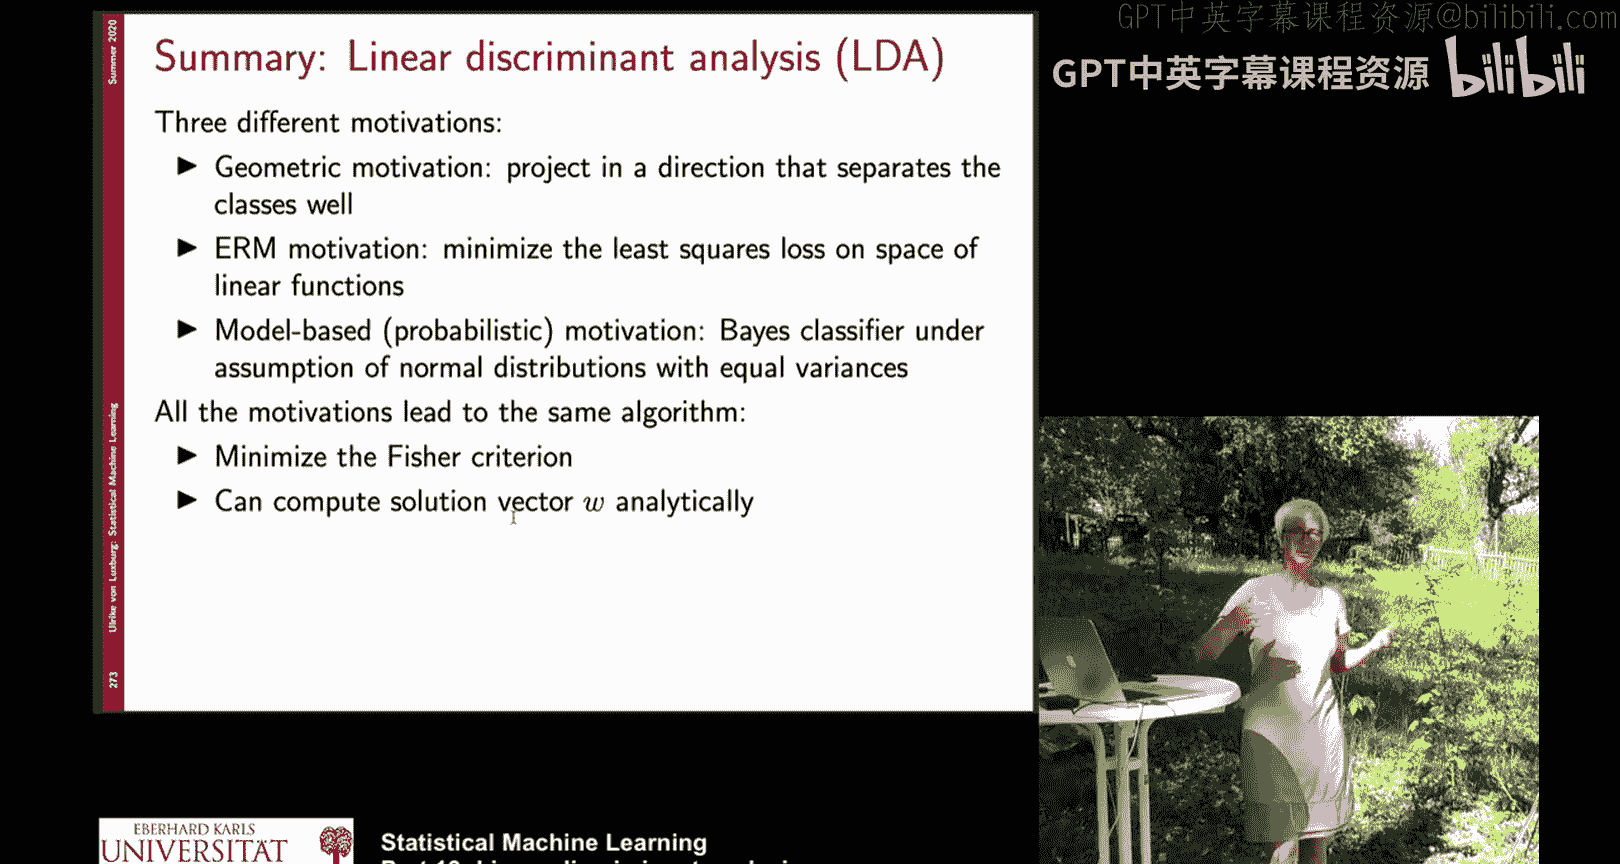 GPT中英字幕课程资源@bilibili.com
GPT中英字幕课程资源 bilibili
Summer 2020
Summary: Linear discriminant analysis (LDA)
Three different motivations:
▶ Geometric motivation: project in a direction that separates the
classes well
▶ ERM motivation: minimize the least squares loss on space of
linear functions
▶ Model-based (probabilistic) motivation: Bayes classifier under
assumption of normal distributions with equal variances
All the motivations lead to the same algorithm:
▶ Minimize the Fisher criterion
▶ Can compute solution vector w analytically
Ulrike von Luxburg: Statistical Machine Learning
273
EBERHARD KARLS
UNIVERSITÄT
Statistical Machine Learning